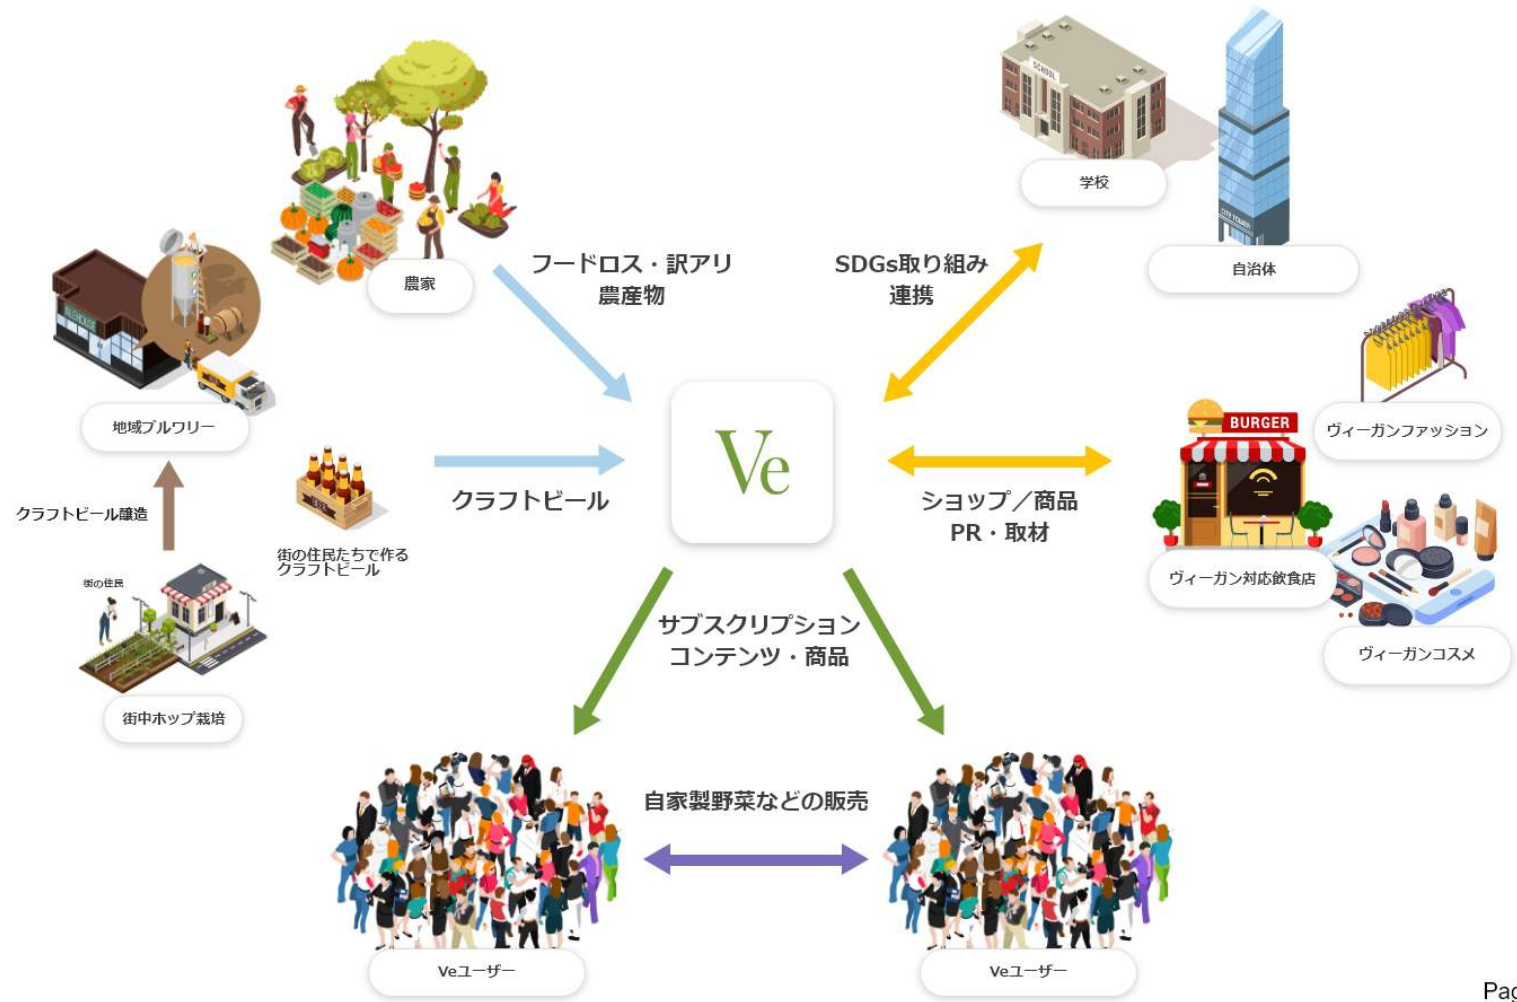 SCHOOL
学校
CITY TOWER
自治体
農家
フードロス・訳アリ
農産物
SDGs取り組み
連携
ALEHOUSE
地域ブルワリー
ヴィーガンファッション
BURGER
Ve
クラフトビール
ショップ／商品
PR・取材
クラフトビール醸造
街の住民たちで作る
クラフトビール
街の住民
ヴィーガン対応飲食店
ヴィーガンコスメ
サブスクリプション
コンテンツ・商品
街中ホップ栽培
自家製野菜などの販売
Veユーザー
Veユーザー
Pag